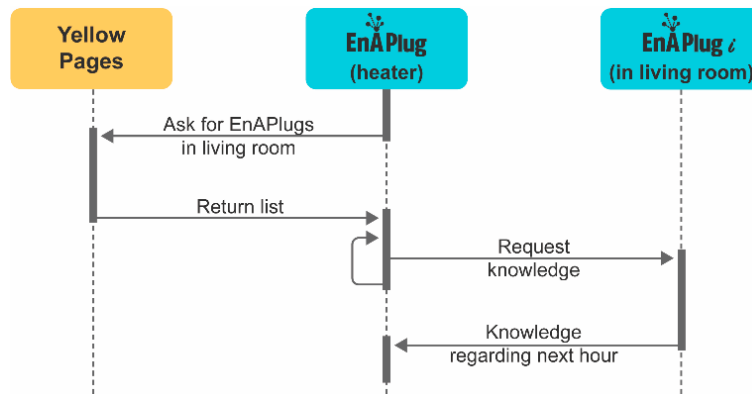 Yellow
Pages
EnAPlug
(heater)
EnAPlug i
(in living room)
Ask for EnAPlugs
in living room
Return list
Request
knowledge
Knowledge
regarding next hour